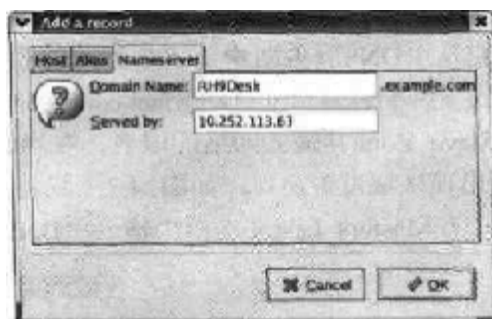 Add a record
Host Alias Nameserver
Domain Name: RH9Desk .example.com
Served by: 10.252.113.63
Cancel OK